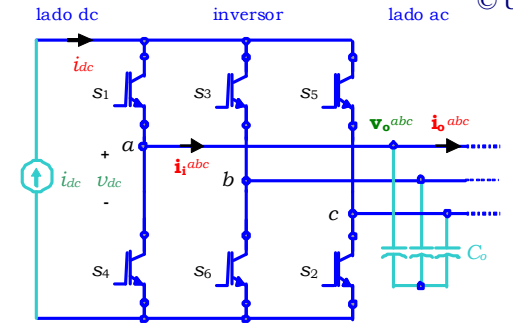 lado dc inversor lado ac ©
idc
s1 s3 s5
vo^abc io^abc
a
+
ii^abc
idc vdc
b
-
c
s4 s6 s2
Co